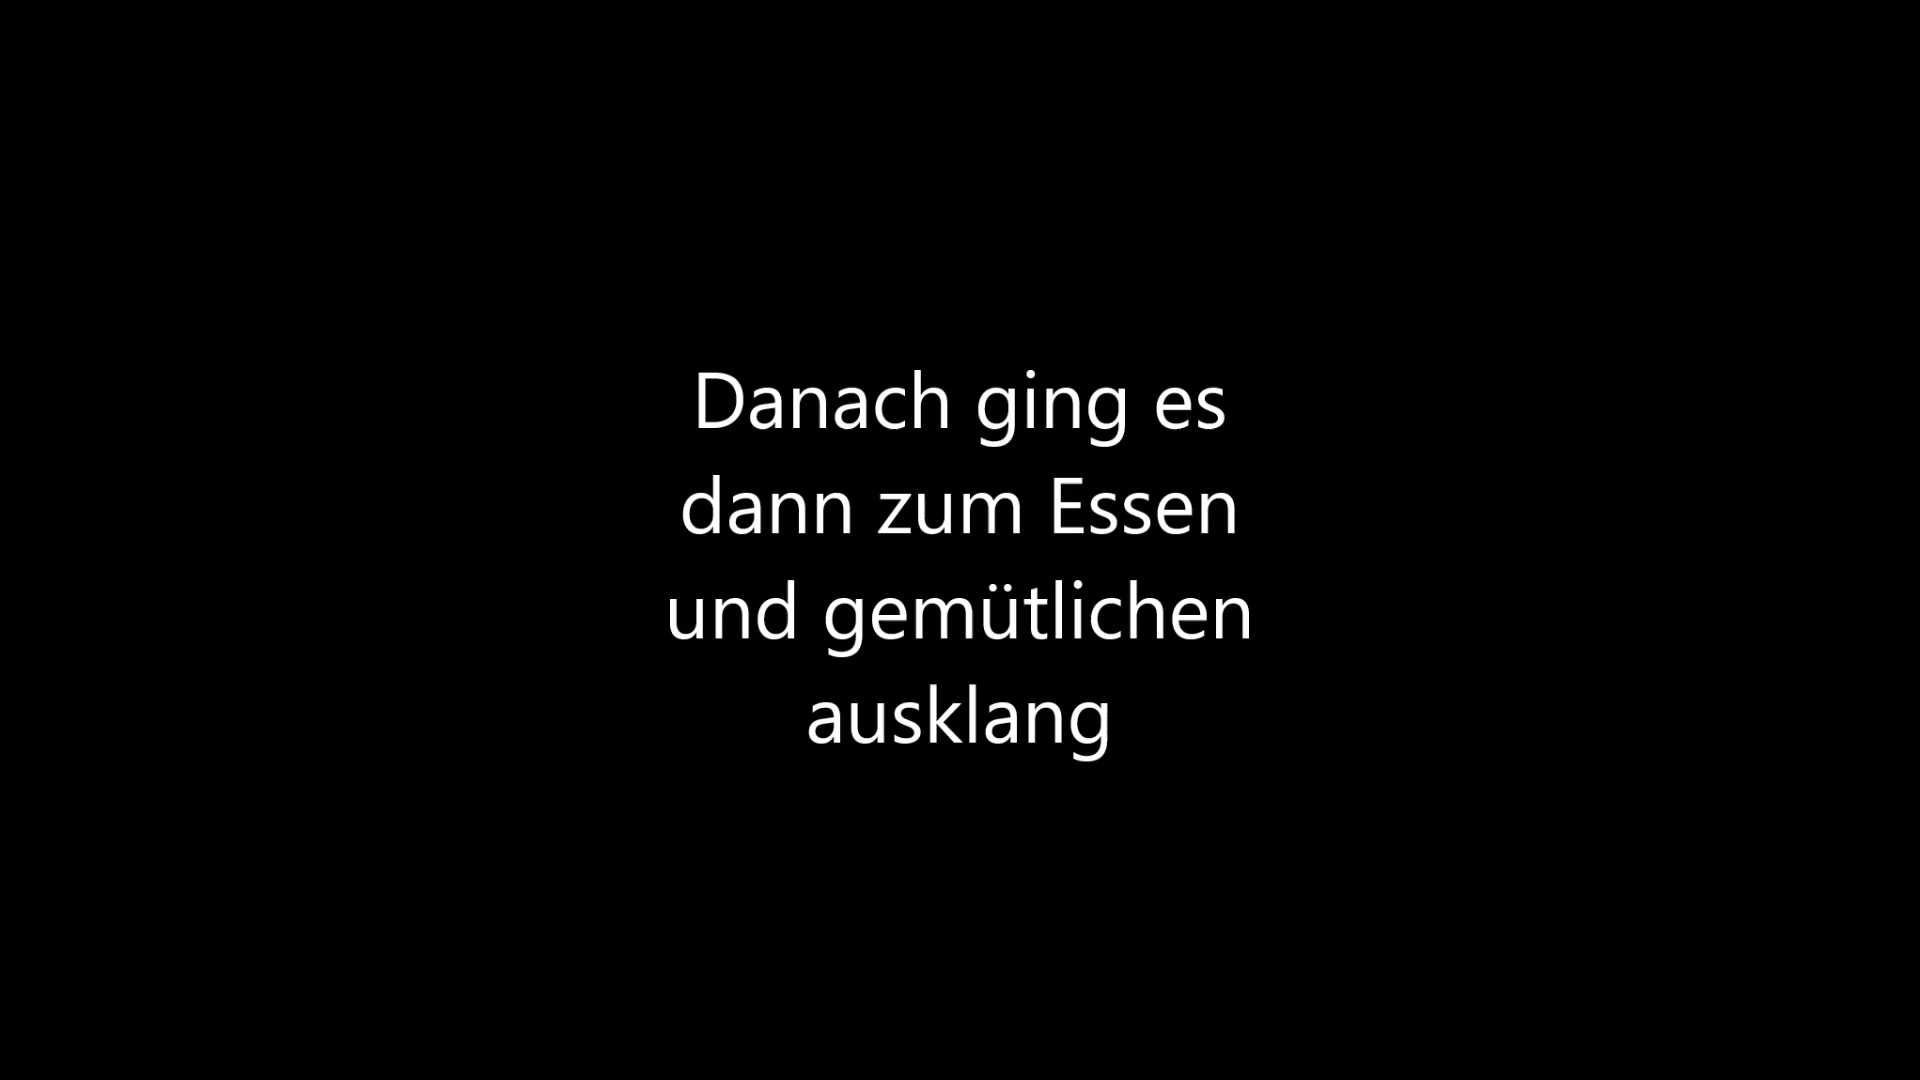 Danach ging es
dann zum Essen
und gemütlichen
ausklang